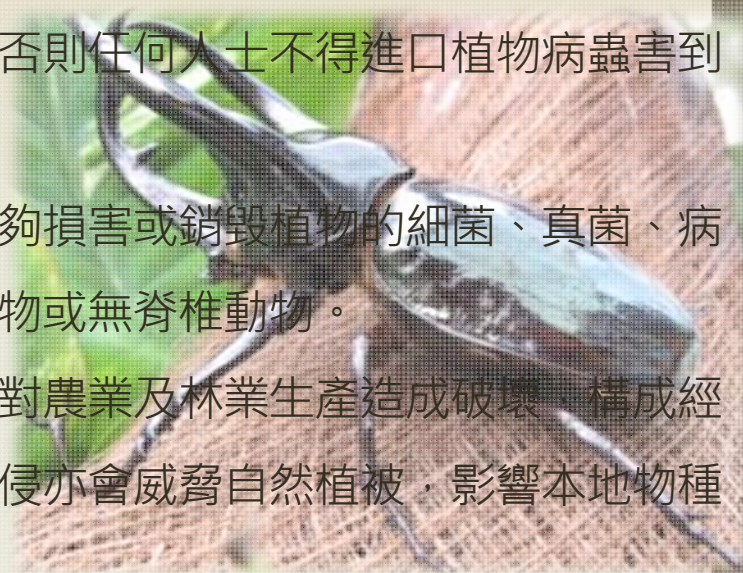 否則任何人士不得進口植物病蟲害到
夠損害或銷毀植物的細菌、真菌、病
物或無脊椎動物。
對農業及林業生產造成破壞，構成經
侵亦會威脅自然植被，影響本地物種